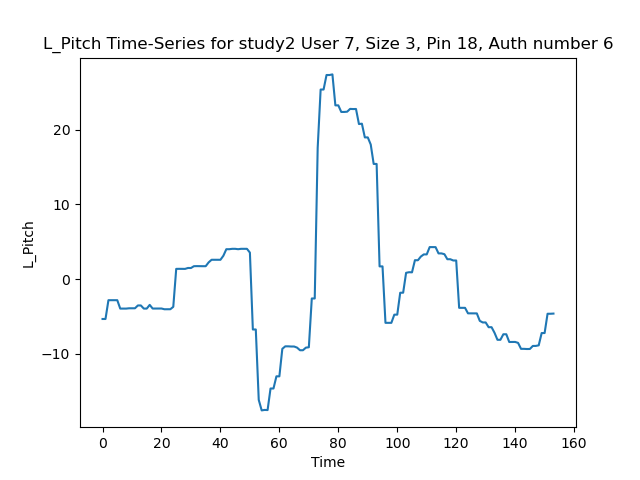 L_Pitch Time-Series for study2 User 7, Size 3, Pin 18, Auth number 6
20
10
0
−10
L_Pitch
0 20 40 60 80 100 120 140 160
Time